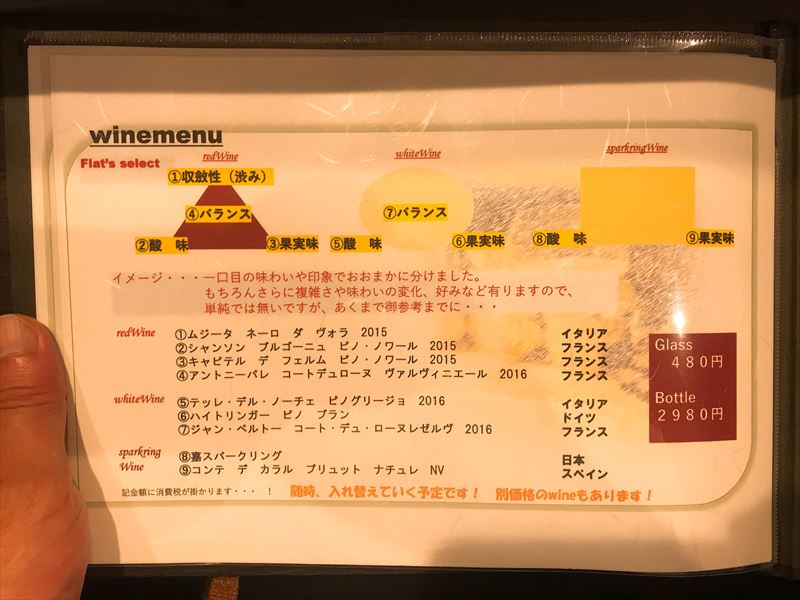 winemenu
Flat's select
redWine
whiteWine
sparkringWine
①収斂性（渋み）
④バランス
②酸　味
③果実味
⑦バランス
⑤酸　味
⑥果実味
⑧酸　味
⑨果実味
イメージ・・・一口目の味わいや印象でおおまかに分けました。
もちろんさらに複雑さや味わいの変化、好みなど有りますので、
単純では無いですが、あくまで御参考までに・・・
redWine ①ムジータ　ネーロ　ダ　ヴォラ　2015 イタリア
②シャンソン　ブルゴーニュ　ピノ・ノワール　2015 フランス
③キャピテル　デ　フェルム　ピノ・ノワール　2015 フランス
④アントニーバレ　コートデュローヌ　ヴァルヴィニエール　2016 フランス
whiteWine ⑤テッレ・デル・ノーチェ　ピノグリージョ　2016 イタリア
⑥ハイトリンガー　ピノ　ブラン ドイツ
⑦ジャン・ベルトー　コート・デュ・ローヌレゼルヴ　2016 フランス
sparkring Wine ⑧嘉スパークリング 日本
⑨コンテ　デ　カラル　ブリュット　ナチュレ　NV スペイン
Glass
４８０円
Bottle
２９８０円
記金額に消費税が掛かります・・・　！ 随時、入れ替えていく予定です！　別価格のwineもあります！